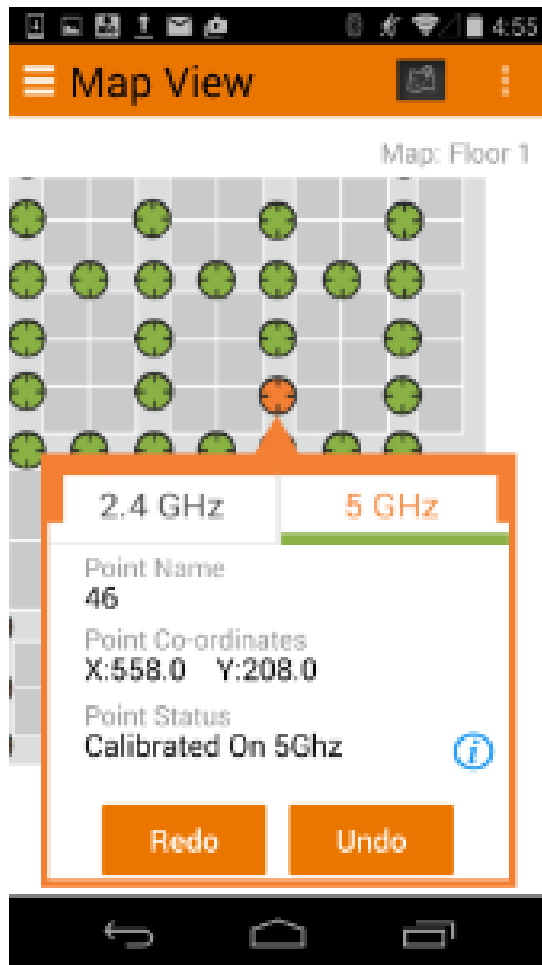 4:55
Map View
Map: Floor 1
2.4 GHz 5 GHz
Point Name
46
Point Co-ordinates
X:558.0 Y:208.0
Point Status
Calibrated On 5Ghz
i
Redo Undo